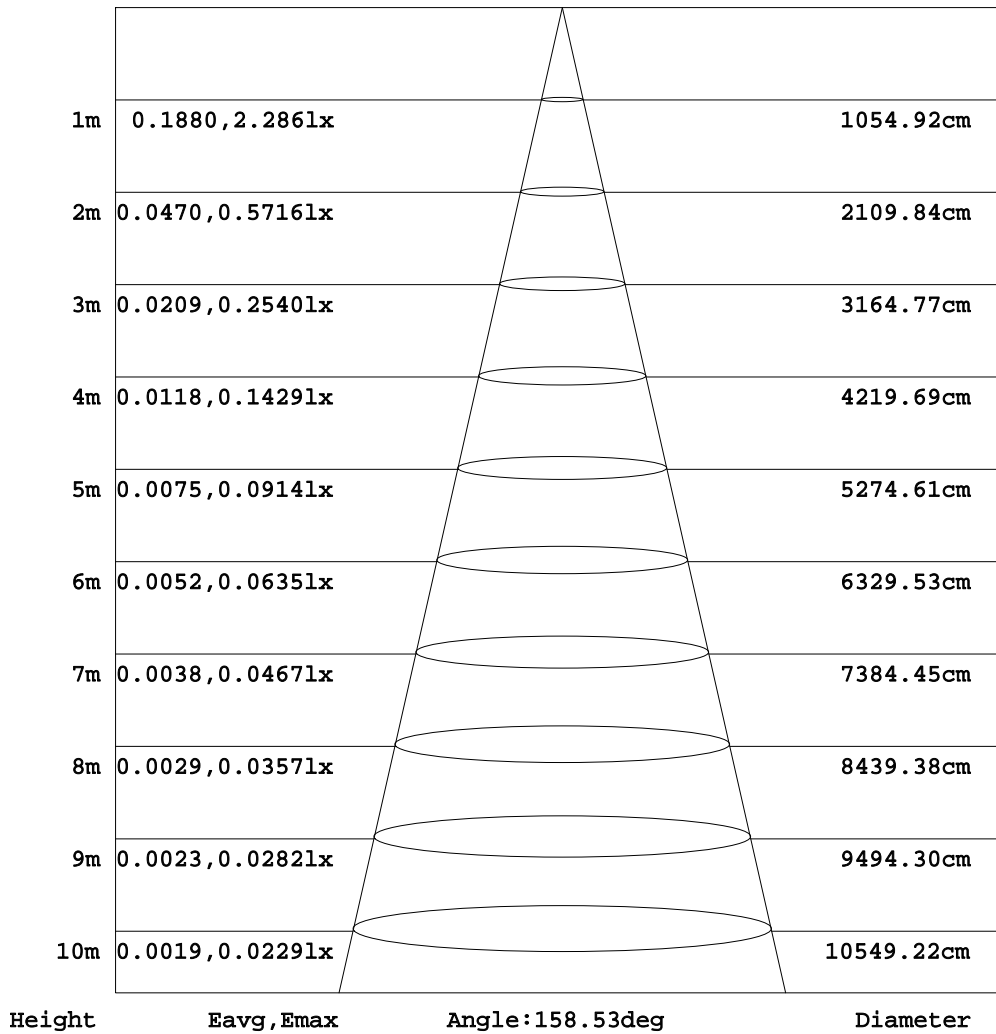 1m 0.1880,2.286lx 1054.92cm
2m 0.0470,0.5716lx 2109.84cm
3m 0.0209,0.2540lx 3164.77cm
4m 0.0118,0.1429lx 4219.69cm
5m 0.0075,0.0914lx 5274.61cm
6m 0.0052,0.0635lx 6329.53cm
7m 0.0038,0.0467lx 7384.45cm
8m 0.0029,0.0357lx 8439.38cm
9m 0.0023,0.0282lx 9494.30cm
10m 0.0019,0.0229lx 10549.22cm
Height Eavg,Emax Angle:158.53deg Diameter